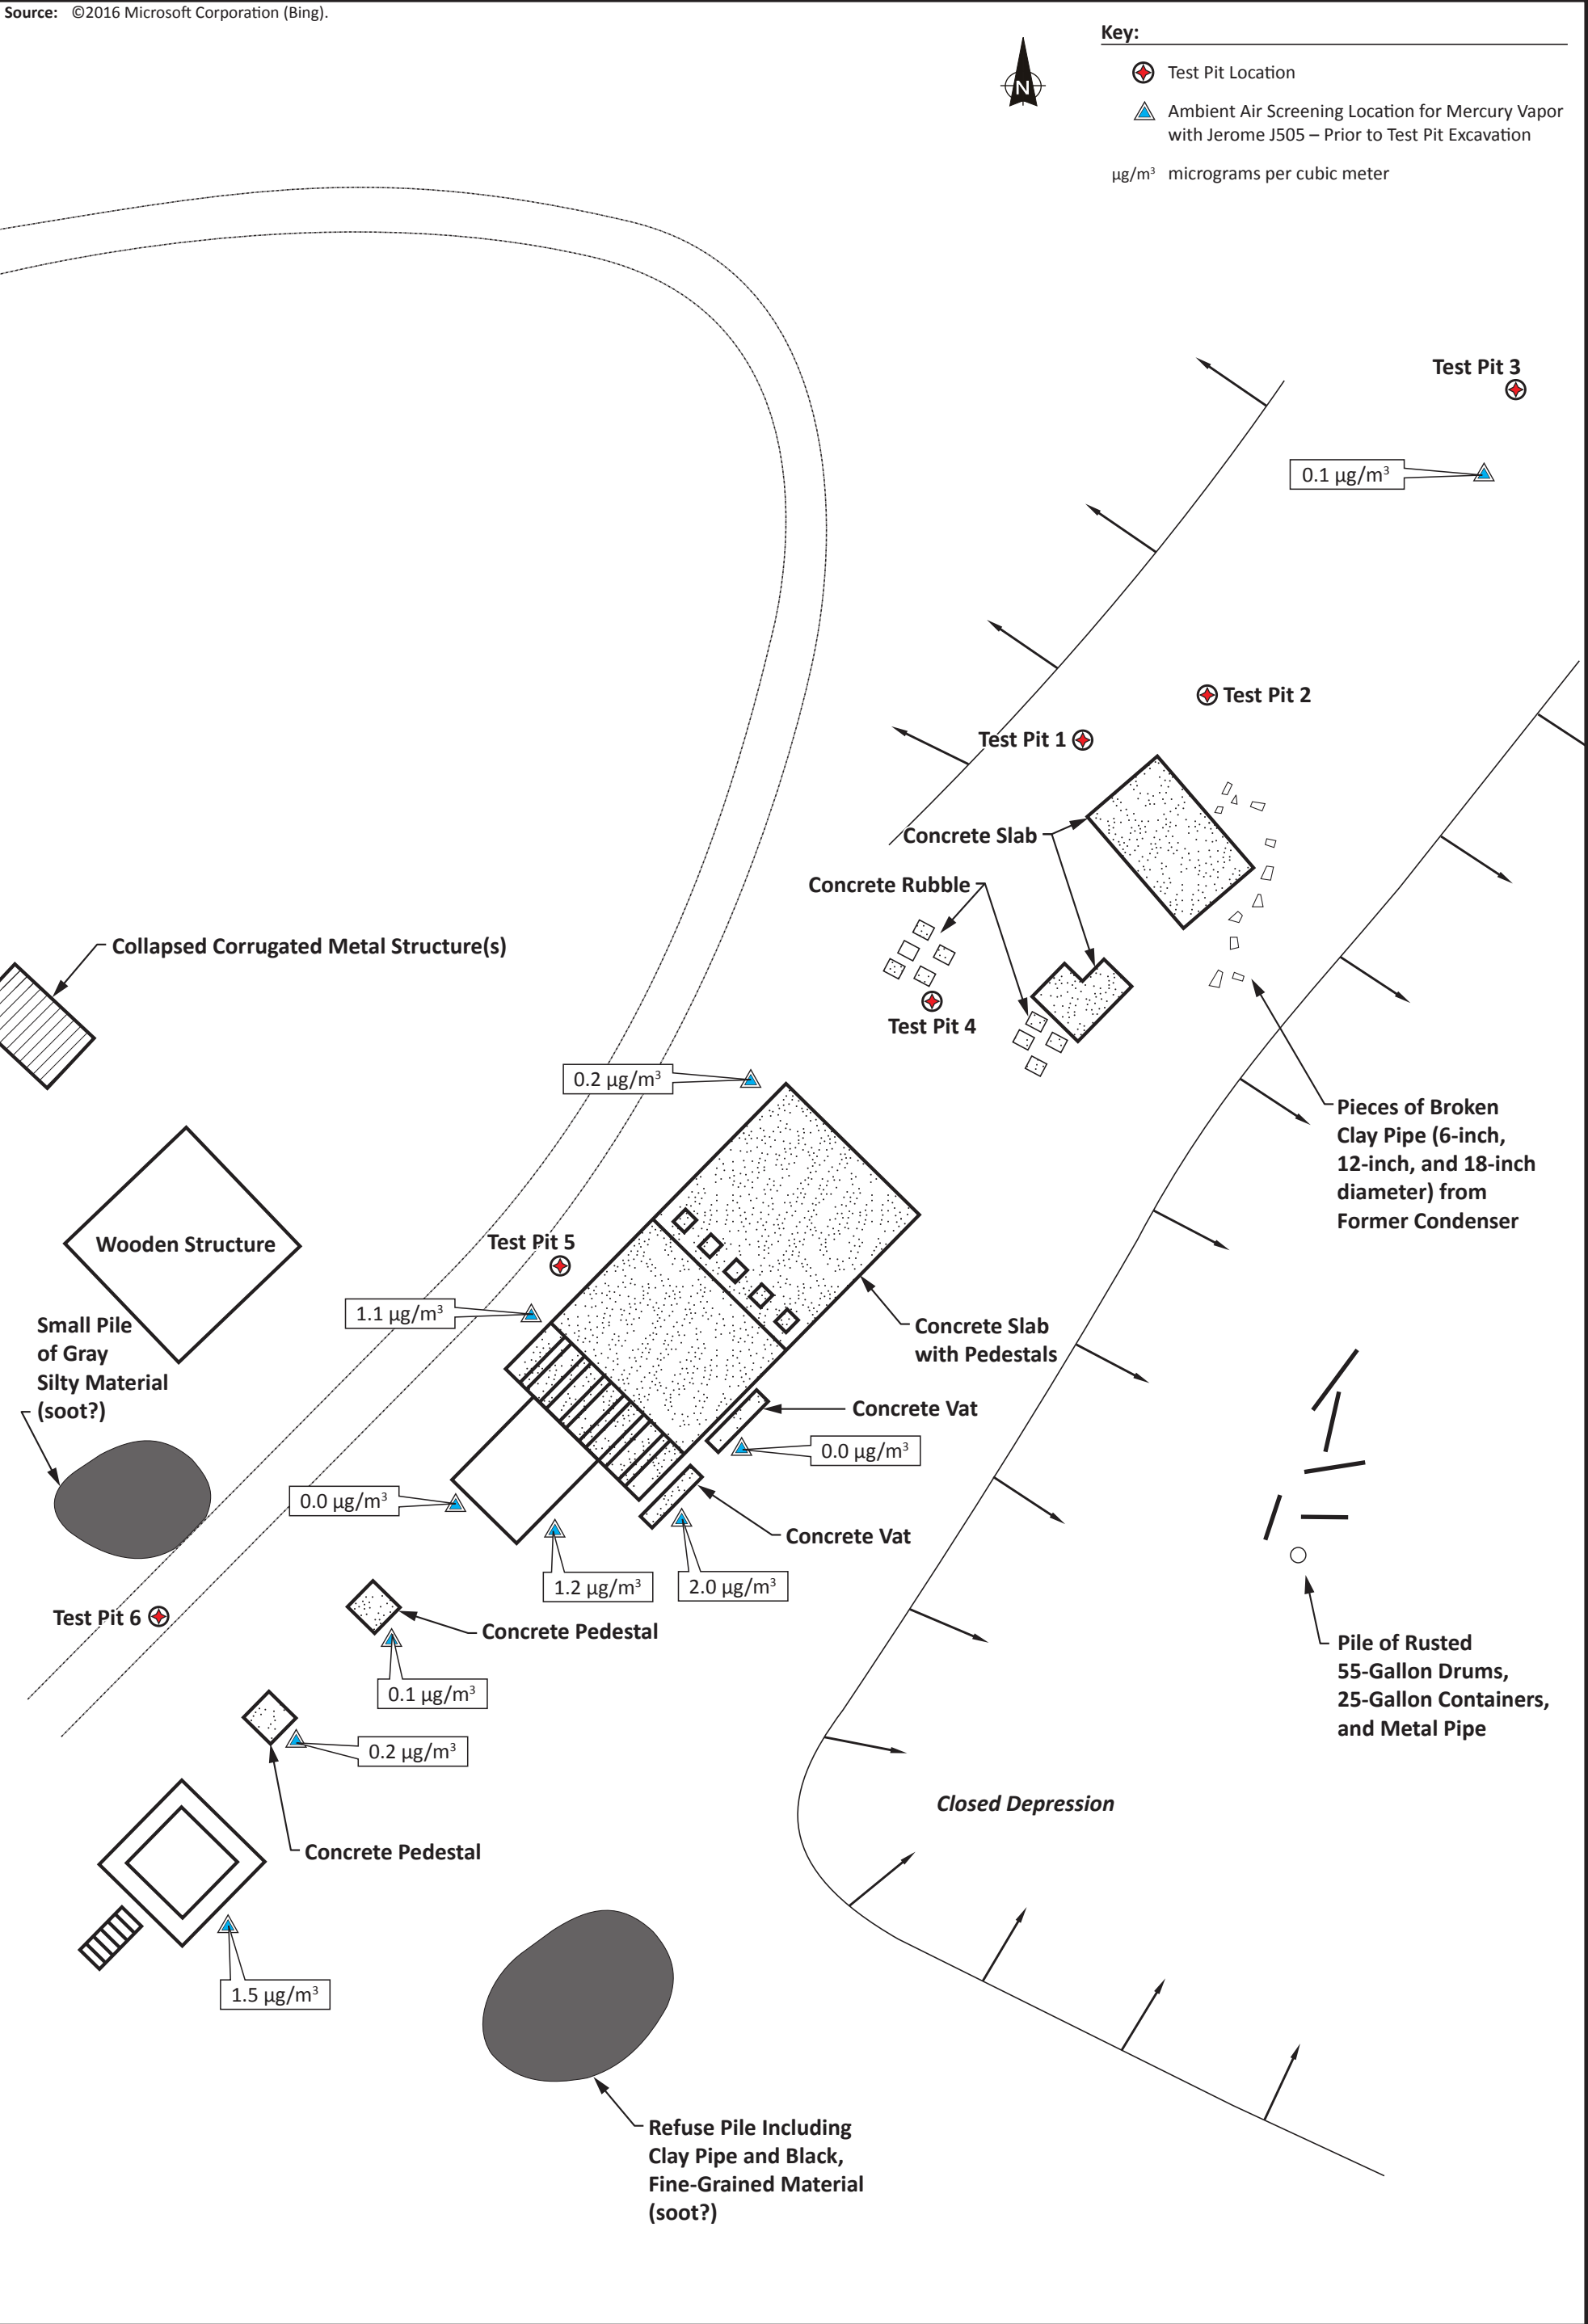 Source: ©2016 Microsoft Corporation (Bing).
Key:
N
Test Pit Location
Ambient Air Screening Location for Mercury Vapor
with Jerome J505 – Prior to Test Pit Excavation
µg/m³ micrograms per cubic meter
Test Pit 3
0.1 µg/m³
Test Pit 2
Test Pit 1
Concrete Slab
Concrete Rubble
Collapsed Corrugated Metal Structure(s)
Test Pit 4
0.2 µg/m³
Pieces of Broken
Clay Pipe (6-inch,
12-inch, and 18-inch
diameter) from
Former Condenser
Wooden Structure
Test Pit 5
1.1 µg/m³
Small Pile
of Gray
Silty Material
(soot?)
Concrete Slab
with Pedestals
Concrete Vat
0.0 µg/m³
0.0 µg/m³
Concrete Vat
1.2 µg/m³
2.0 µg/m³
Test Pit 6
Concrete Pedestal
0.1 µg/m³
0.2 µg/m³
Pile of Rusted
55-Gallon Drums,
25-Gallon Containers,
and Metal Pipe
Closed Depression
Concrete Pedestal
1.5 µg/m³
Refuse Pile Including
Clay Pipe and Black,
Fine-Grained Material
(soot?)